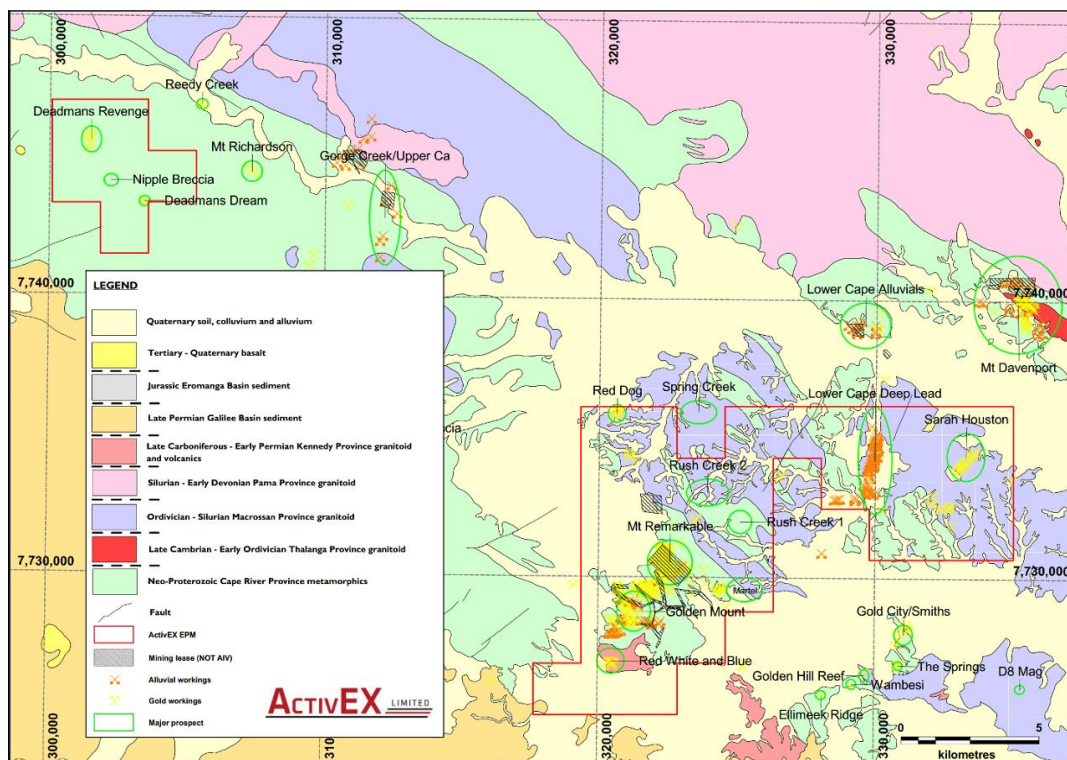 300,000
310,000
320,000
330,000
Reedy Creek
Deadmans Revenge
Mt Richardson
Gorge Creek/Upper Ca
Nipple Breccia
Deadmans Dream
7,740,000
7,740,000
Lower Cape Alluvials
Mt Davenport
LEGEND
Quaternary soil, colluvium and alluvium
Tertiary - Quaternary basalt
Jurassic Eromanga Basin sediment
Late Permian Galilee Basin sediment
Late Carboniferous - Early Permian Kennedy Province granitoid
and volcanics
Silurian - Early Devonian Pama Province granitoid
Ordivician - Silurian Macrossan Province
granitoid
Late Cambrian - Early Ordivician Thalanga Province granitoid
Neo-Proterozoic Cape River Province metamorphics
Fault
ActivEX EPM
Mining lease (NOT AIV)
Alluvial workings
Gold workings
Major prospect
ACTIVEX LIMITED
Red Dog
Spring Creek
Lower Cape Deep Lead
Sarah Houston
ccia
Rush Creek 2
Rush Creek 1
Mt Remarkable
7,730,000
7,730,000
Martel
Golden Mount
Gold City/Smiths
Red White and Blue
The Springs
Golden Hill Reef
Wambesi
D8 Mag
Ellimeek Ridge
300,000
310
320,000
330,000
0 5
kilometres